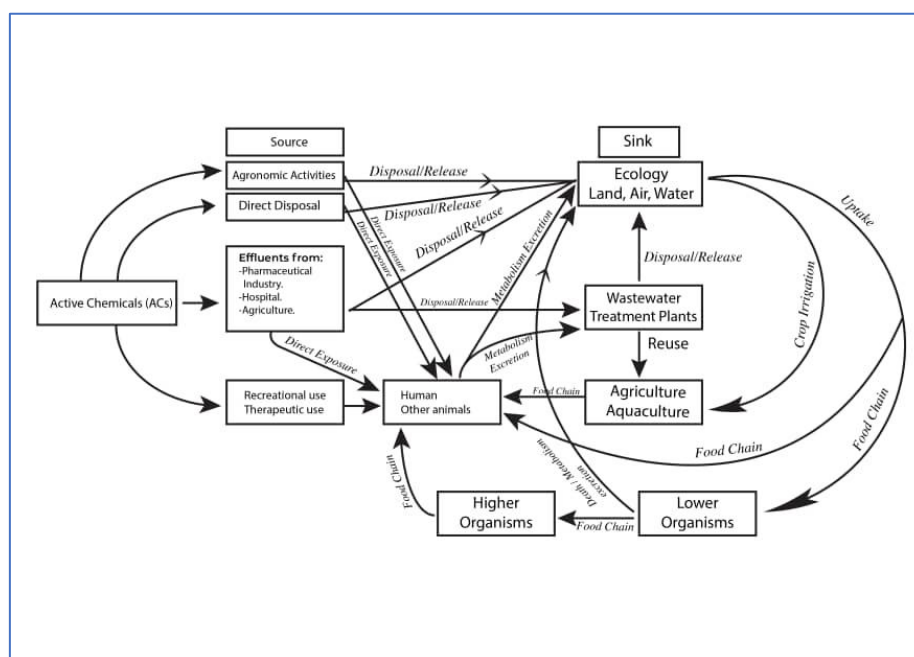 Source
Sink
Agronomic Activities
Disposal/Release
Ecology
Land, Air, Water
Direct Disposal
Disposal/Release
Uptake
Direct Exposure
Direct Exposure
Disposal/Release
Metabolism Excretion
Effluents from:
-Pharmaceutical
Industry.
-Hospital.
-Agriculture.
Disposal/Release
Active Chemicals (ACs)
Disposal/Release
Wastewater
Treatment Plants
Crop Irrigation
Direct Exposure
Metabolism
Excretion
Reuse
Recreational use
Therapeutic use
Human
Other animals
Food Chain
Agriculture
Aquaculture
Food Chain
Food Chain
Food Chain
Death / Metabolism
excretion
Higher
Organisms
Food Chain
Lower
Organisms